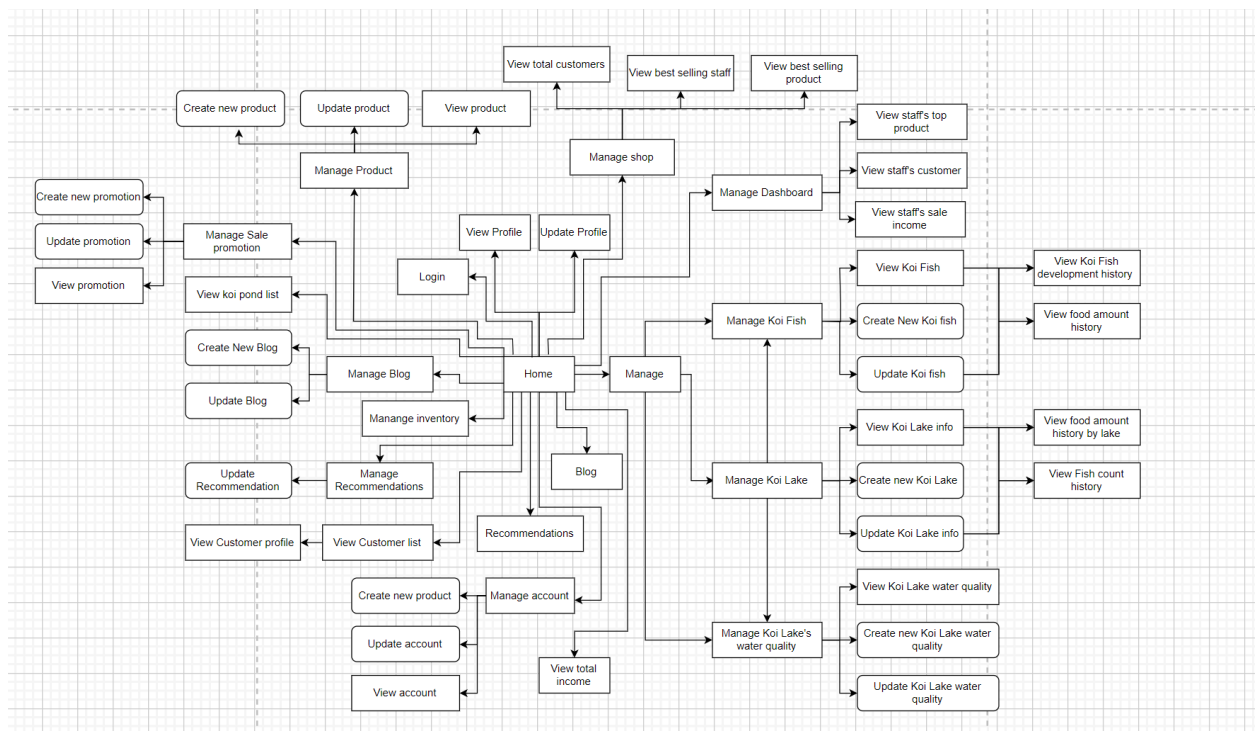 View total customers
View best selling staff
View best selling
product
Create new product
Update product
View product
View staff's top
product
Manage shop
Manage Product
View staff's customer
Manage Dashboard
Create new promotion
View staff's sale
income
View Profile
Update Profile
Manage Sale
promotion
Update promotion
Login
View Koi Fish
View Koi Fish
development history
View promotion
View koi pond list
Manage Koi Fish
Create New Koi fish
View food amount
history
Create New Blog
Manage Blog
Home
Manage
Update Koi fish
Update Blog
Manange inventory
View Koi Lake info
View food amount
history by lake
Blog
Update
Recommendation
Manage
Recommendations
Manage Koi Lake
Create new Koi Lake
View Fish count
history
Recommendations
Update Koi Lake info
View Customer profile
View Customer list
Create new product
Manage account
View Koi Lake water quality
Update account
Manage Koi Lake's
water quality
Create new Koi Lake water
quality
View total
income
View account
Update Koi Lake water
quality